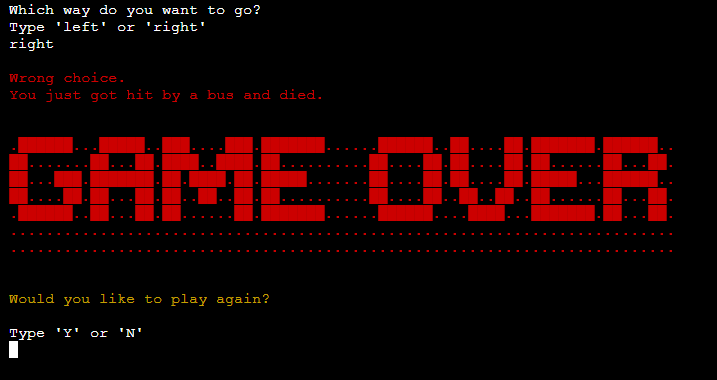 Which way do you want to go?
Type 'left' or 'right'
right
Wrong choice.
You just got hit by a bus and died.
GAME OVER
Would you like to play again?
Type 'Y' or 'N'